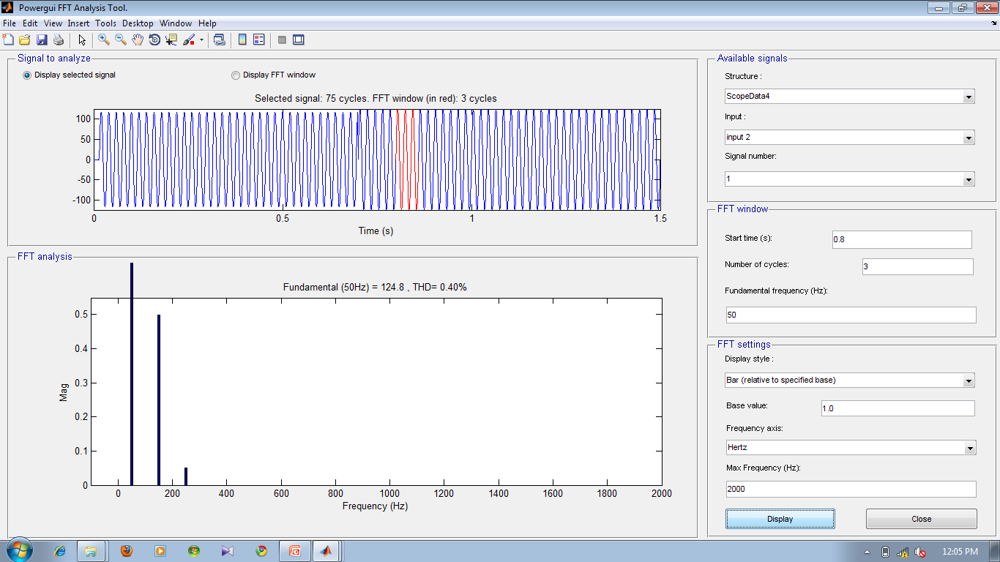 Powergui FFT Analysis Tool.
File Edit View Insert Tools Desktop Window Help
Signal to analyze
Display selected signal
Display FFT window
Selected signal: 75 cycles. FFT window (in red): 3 cycles
100
50
0
-50
-100
0 0.5 1 1.5
Time (s)
FFT analysis
Fundamental (50Hz) = 124.8 , THD= 0.40%
0.5
0.4
0.3
0.2
0.1
0
Mag
0 200 400 600 800 1000 1200 1400 1600 1800 2000
Frequency (Hz)
Available signals
Structure :
ScopeData4
Input :
input 2
Signal number:
1
FFT window
Start time (s):
0.8
Number of cycles:
3
Fundamental frequency (Hz):
50
FFT settings
Display style :
Bar (relative to specified base)
Base value:
1.0
Frequency axis:
Hertz
Max Frequency (Hz):
2000
Display
Close
12:05 PM